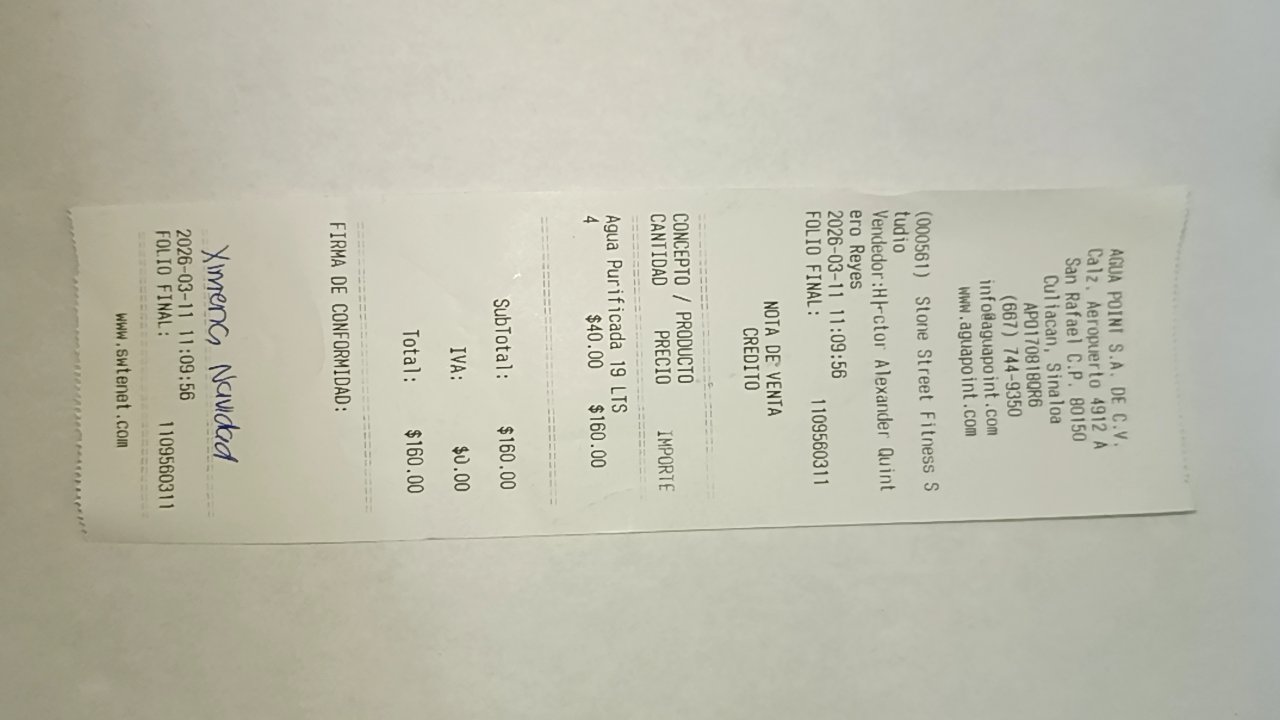 AGUA POINT S.A. DE C.V.
Calz. Aeropuerto 4912 A
San Rafael C.P. 80150
Culiacan, Sinaloa
APO170818QR6
(667) 744-9350
info@aguapoint.com
www.aguapoint.com
(000561) Stone Street Fitness S
tudio
Vendedor:H├ctor Alexander Quint
ero Reyes
2026-03-11 11:09:56
FOLIO FINAL: 1109560311
NOTA DE VENTA
CREDITO
CONCEPTO / PRODUCTO
CANTIDAD PRECIO IMPORTE
Agua Purificada 19 LTS
4 $40.00 $160.00
SubTotal: $160.00
IVA: $0.00
Total: $160.00
FIRMA DE CONFORMIDAD:
Ximena Navidad
2026-03-11 11:09:56
FOLIO FINAL: 1109560311
www.swtenet.com